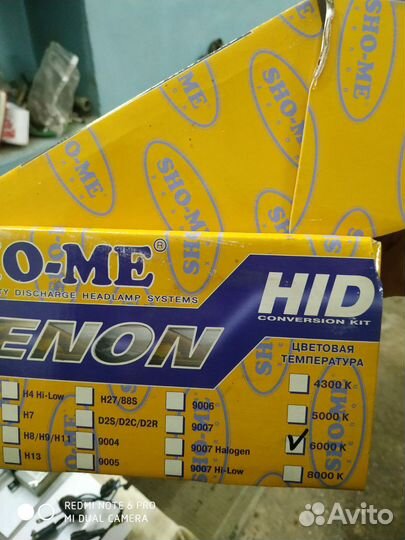 SHO-ME
SHO-ME
SHO-ME
SHO-ME
SHO-ME
HO-ME®
TY DISCHARGE HEADLAMP SYSTEMS
ENON
HID
CONVERSION KIT
ЦВЕТОВАЯ
ТЕМПЕРАТУРА
H4 Hi-Low
H7
H8/H9/H11
H13
H27/88S
D2S/D2C/D2R
9004
9005
9006
9007
9007 Halogen
9007 Hi-Low
4300 K
5000 K
6000 K
8000 K
REDMI NOTE 6 PRO
MI DUAL CAMERA
Avito